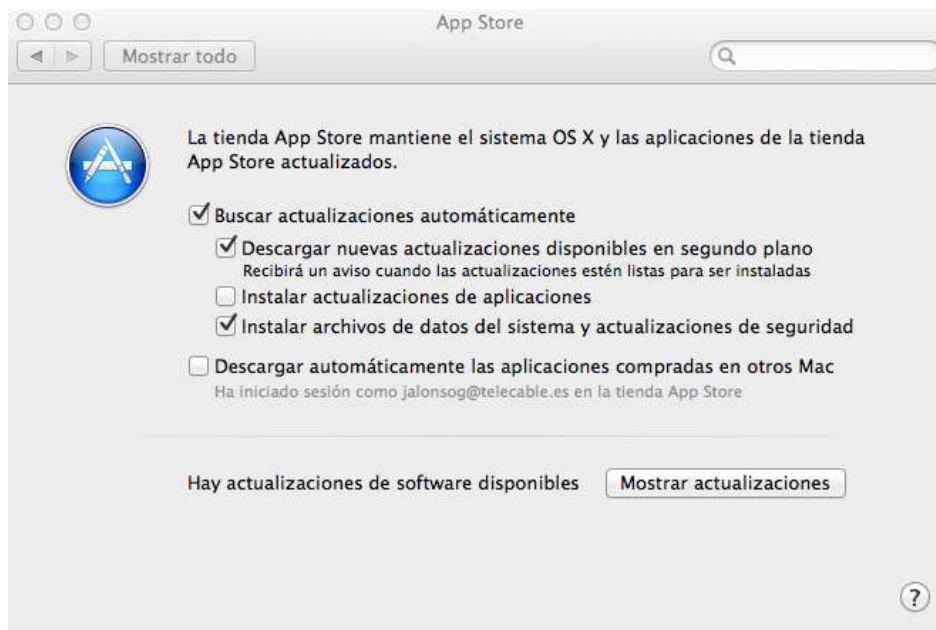 App Store
Mostrar todo
La tienda App Store mantiene el sistema OS X y las aplicaciones de la tienda
App Store actualizados.
Buscar actualizaciones automáticamente
Descargar nuevas actualizaciones disponibles en segundo plano
Recibirá un aviso cuando las actualizaciones estén listas para ser instaladas
Instalar actualizaciones de aplicaciones
Instalar archivos de datos del sistema y actualizaciones de seguridad
Descargar automáticamente las aplicaciones compradas en otros Mac
Ha iniciado sesión como jalonsog@telecable.es en la tienda App Store
Hay actualizaciones de software disponibles
Mostrar actualizaciones
?